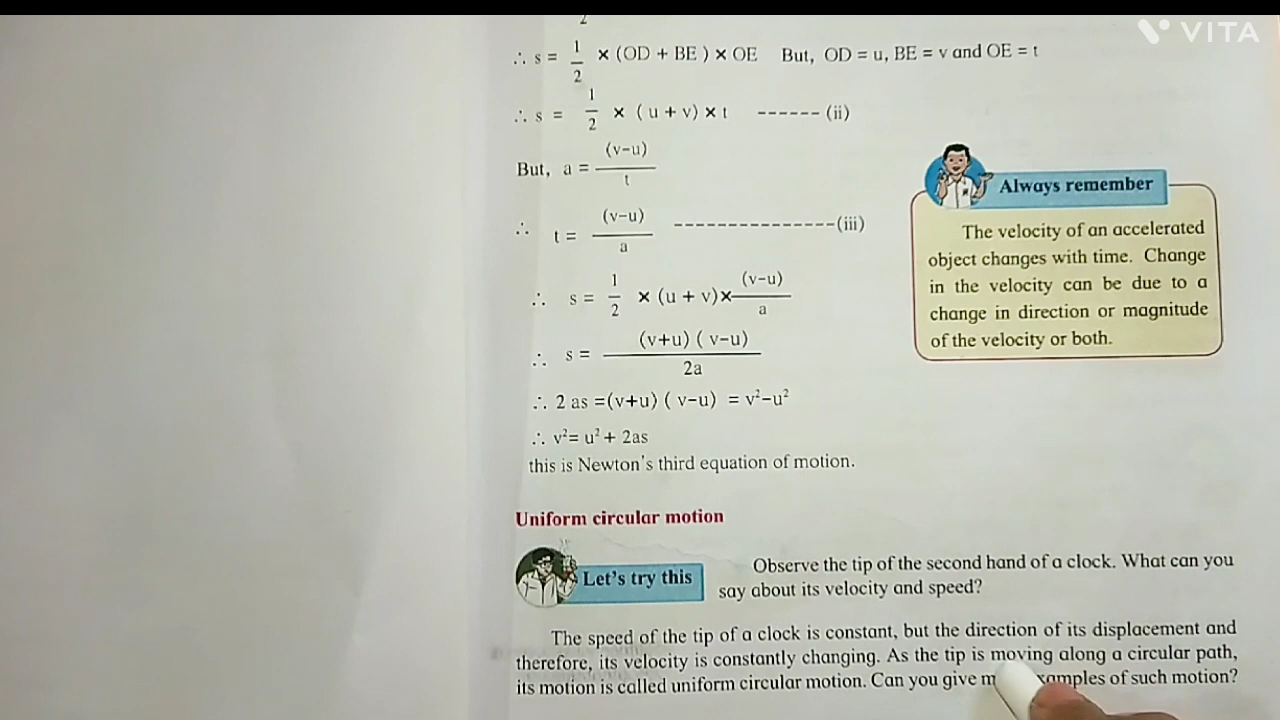 VITA
2
∴ s = 1/2 × (OD + BE ) × OE But, OD = u, BE = v and OE = t
∴ s = 1/2 × ( u + v) × t ------ (ii)
But, a = (v-u)/t
∴ t = (v-u)/a ---------------(iii)
∴ s = 1/2 × (u + v)× (v-u)/a
∴ s = (v+u) ( v-u)/2a
∴ 2 as =(v+u) ( v-u) = v²-u²
∴ v²= u² + 2as
this is Newton's third equation of motion.
Always remember
The velocity of an accelerated
object changes with time. Change
in the velocity can be due to a
change in direction or magnitude
of the velocity or both.
Uniform circular motion
Let's try this
Observe the tip of the second hand of a clock. What can you
say about its velocity and speed?
The speed of the tip of a clock is constant, but the direction of its displacement and
therefore, its velocity is constantly changing. As the tip is moving along a circular path,
its motion is called uniform circular motion. Can you give examples of such motion?